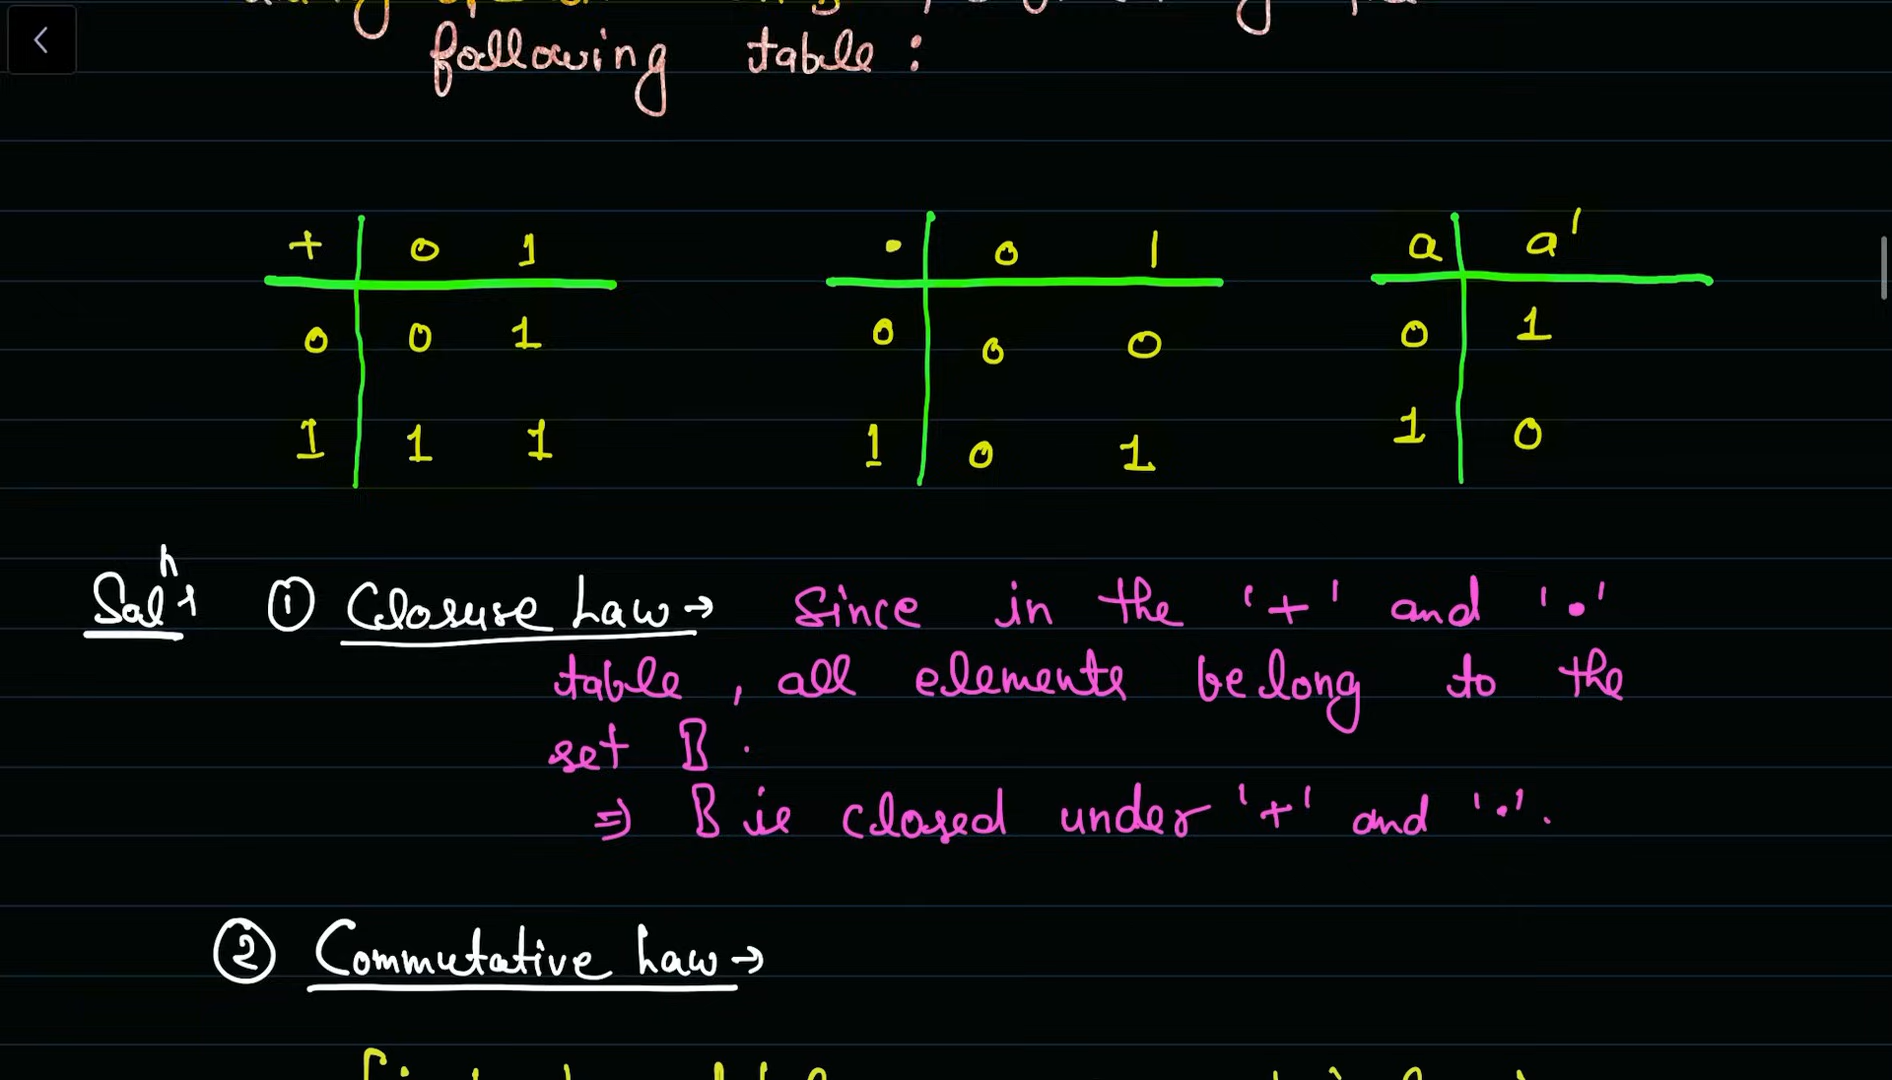 following table :
+ 0 1
0 0 1
1 1 1
• 0 1
0 0 0
1 0 1
a a'
0 1
1 0
Solⁿ: ① Closure Law → Since in the '+' and '•'
table , all elements belong to the
set B .
⇒ B is closed under '+' and '•'.
② Commutative Law →